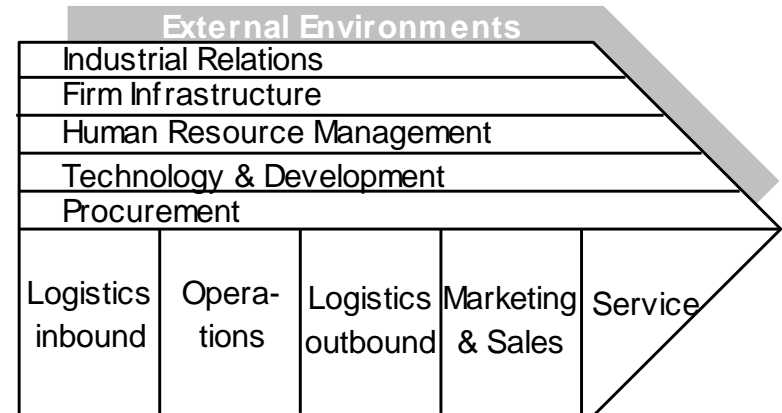 External Environments
Industrial Relations
Firm Infrastructure
Human Resource Management
Technology & Development
Procurement
Logistics
inbound
Opera-
tions
Logistics
outbound
Marketing
& Sales
Service